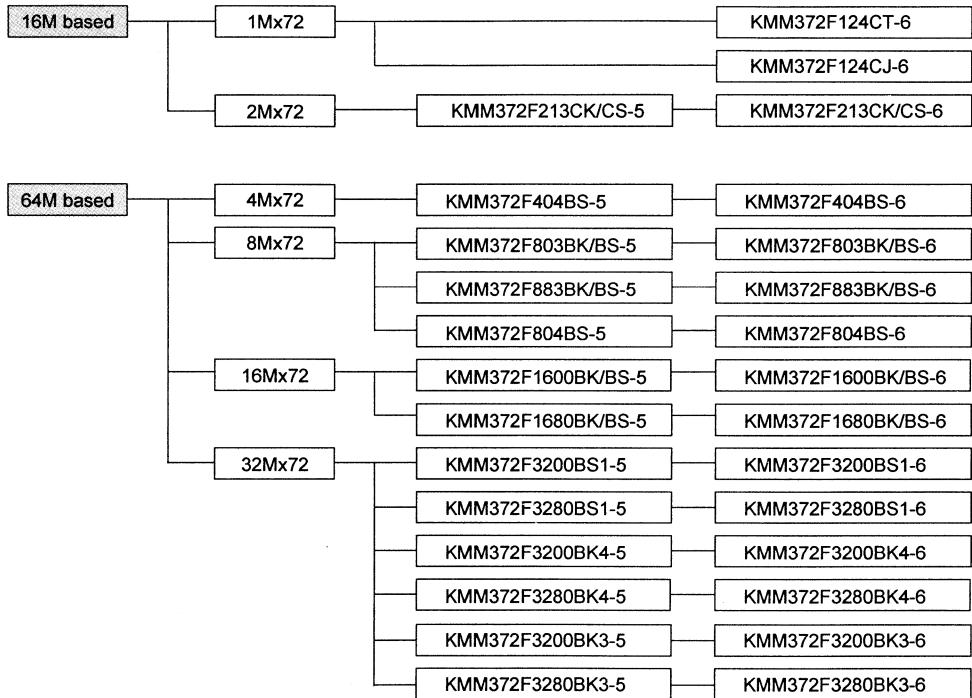 16M based 1Mx72 KMM372F124CT-6
KMM372F124CJ-6
2Mx72 KMM372F213CK/CS-5 KMM372F213CK/CS-6
64M based 4Mx72 KMM372F404BS-5 KMM372F404BS-6
8Mx72 KMM372F803BK/BS-5 KMM372F803BK/BS-6
KMM372F883BK/BS-5 KMM372F883BK/BS-6
KMM372F804BS-5 KMM372F804BS-6
16Mx72 KMM372F1600BK/BS-5 KMM372F1600BK/BS-6
KMM372F1680BK/BS-5 KMM372F1680BK/BS-6
32Mx72 KMM372F3200BS1-5 KMM372F3200BS1-6
KMM372F3280BS1-5 KMM372F3280BS1-6
KMM372F3200BK4-5 KMM372F3200BK4-6
KMM372F3280BK4-5 KMM372F3280BK4-6
KMM372F3200BK3-5 KMM372F3200BK3-6
KMM372F3280BK3-5 KMM372F3280BK3-6